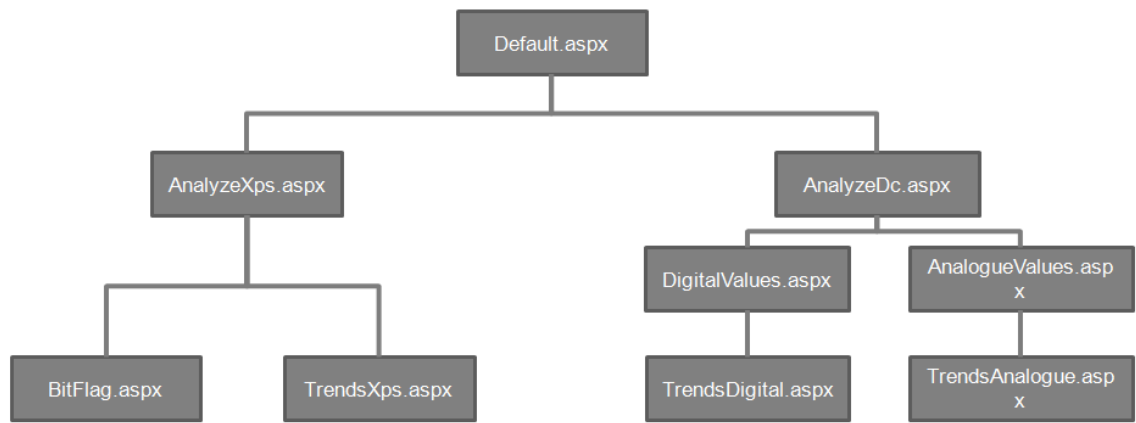 Default.aspx
AnalyzeXps.aspx
AnalyzeDc.aspx
DigitalValues.aspx
AnalogueValues.asp
x
BitFlag.aspx
TrendsXps.aspx
TrendsDigital.aspx
TrendsAnalogue.asp
x